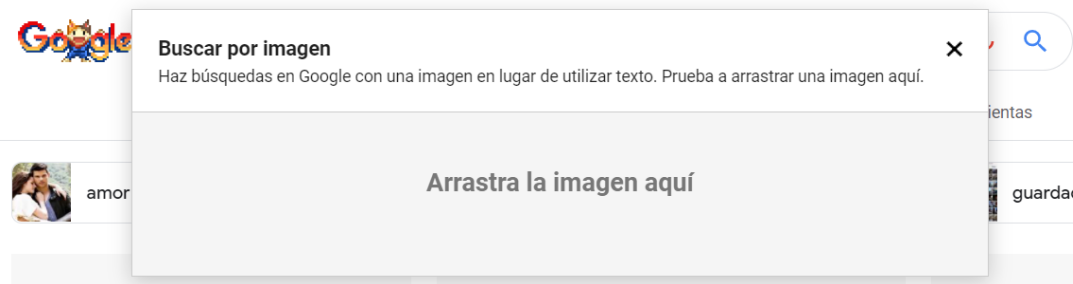 Google
Buscar por imagen
Haz búsquedas en Google con una imagen en lugar de utilizar texto. Prueba a arrastrar una imagen aquí.
ientas
Arrastra la imagen aquí
amor
guardad